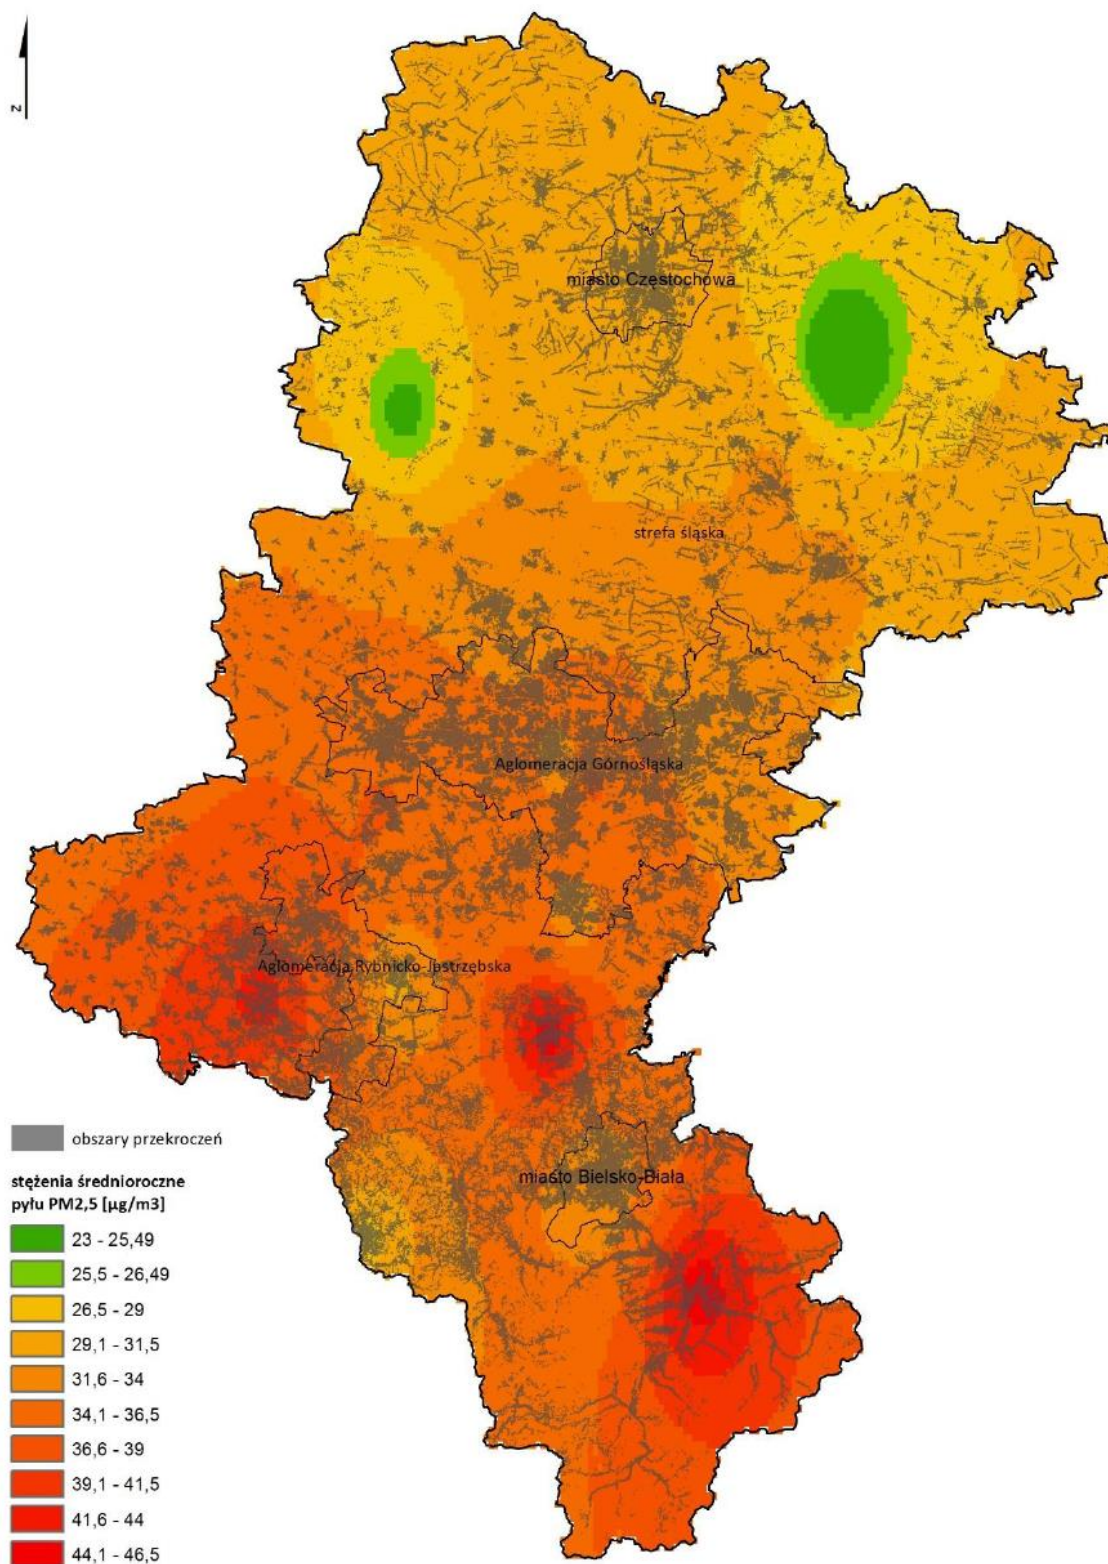 N
miasto Częstochowa
strefa śląska
Aglomeracja Górnośląska
Aglomeracja Rybnicko-Jastrzębska
miasto Bielsko-Biała
obszary przekroczeń
stężenia średnioroczne
pyłu PM2,5 [µg/m3]
23 - 25,49
25,5 - 26,49
26,5 - 29
29,1 - 31,5
31,6 - 34
34,1 - 36,5
36,6 - 39
39,1 - 41,5
41,6 - 44
44,1 - 46,5